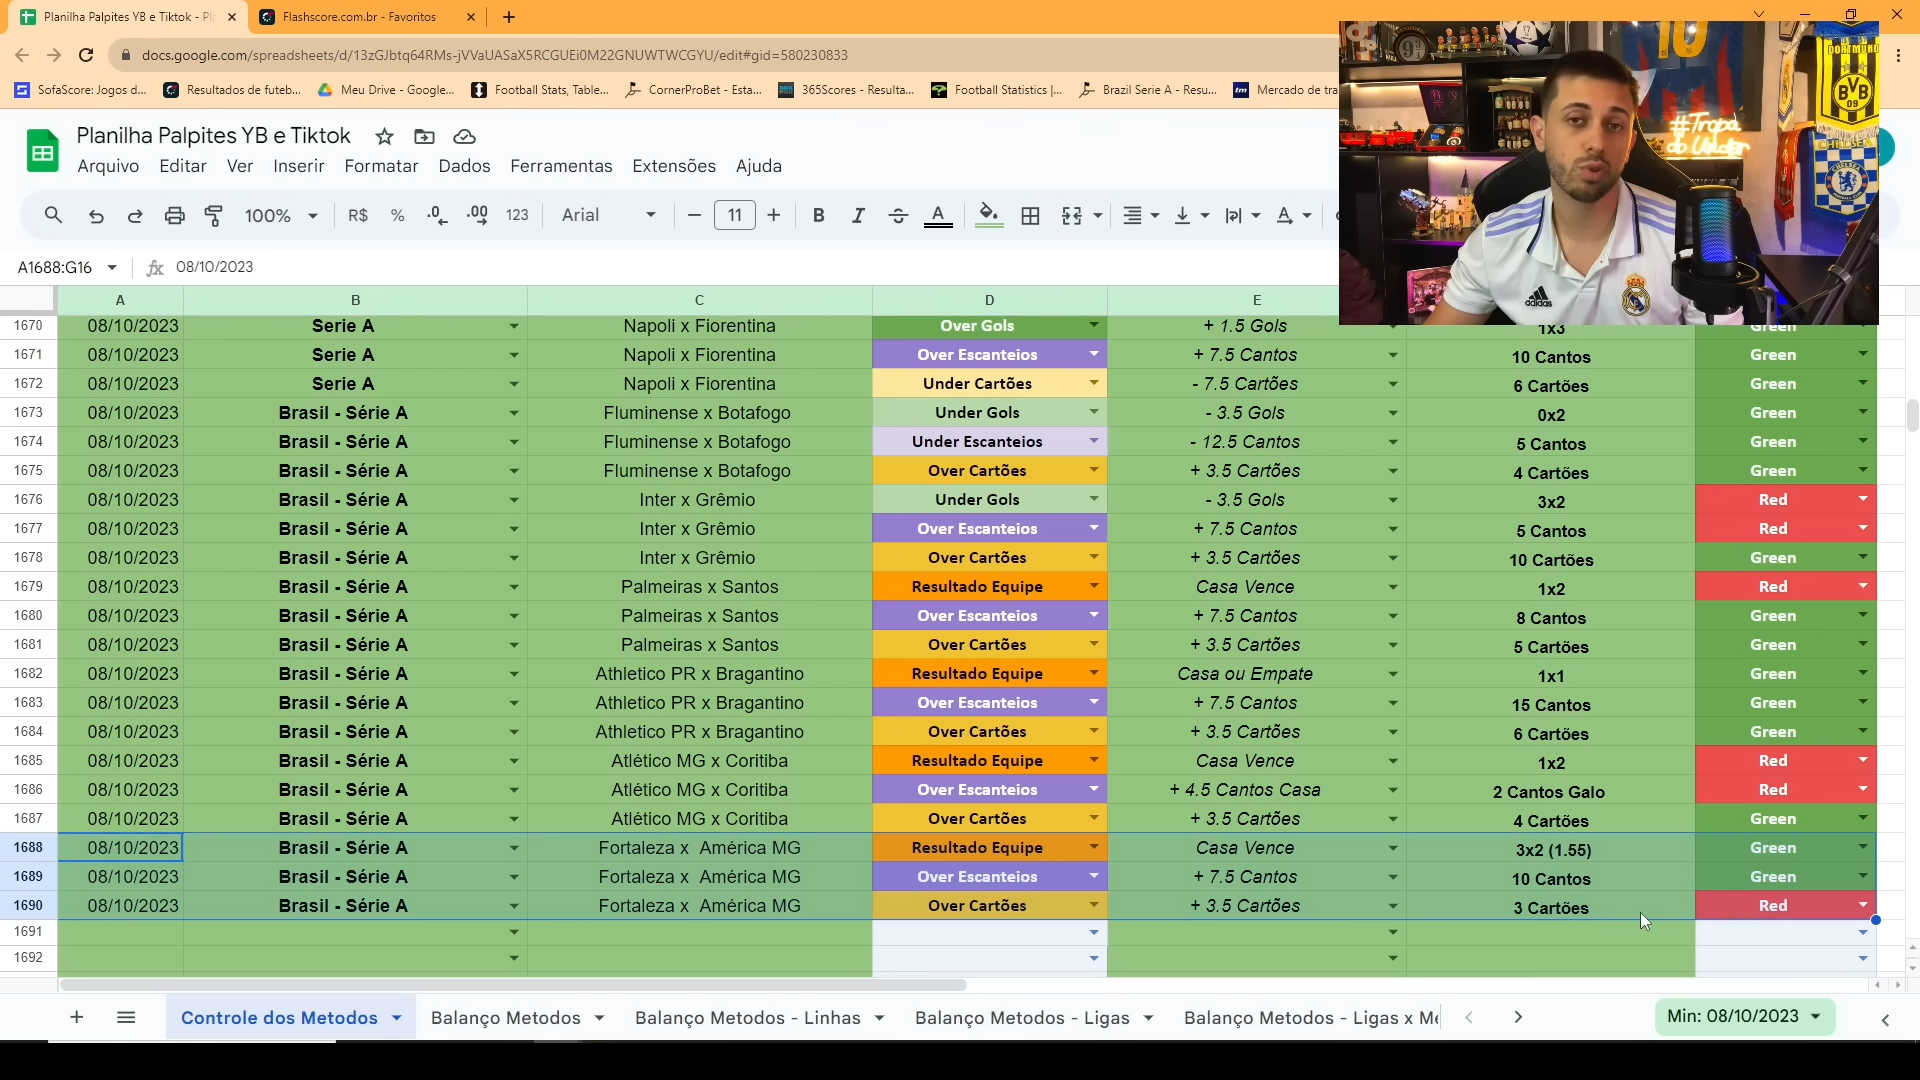 Planilha Palpites YB e Tiktok - Pl
Flashscore.com.br - Favoritos
docs.google.com/spreadsheets/d/13zGJbtq64RMs-jVVaUASaX5RCGUEi0M22GNUWTWCGYU/edit#gid=580230833
SofaScore: Jogos d...
Resultados de futeb...
Meu Drive - Google...
Football Stats, Table...
CornerProBet - Esta...
365Scores - Resulta...
Football Statistics |...
Brazil Serie A - Resu...
Mercado de tra
Planilha Palpites YB e Tiktok
Arquivo Editar Ver Inserir Formatar Dados Ferramentas Extensões Ajuda
100% R$ % .0 .00 123 Arial 11 B I S A
A1688:G16 fx 08/10/2023
#Tropa
do Under
DORTMUND
BVB
09
CHELSEA
adidas
A B C D E
1670 08/10/2023 Serie A Napoli x Fiorentina Over Gols + 1.5 Gols 1x3 Green
1671 08/10/2023 Serie A Napoli x Fiorentina Over Escanteios + 7.5 Cantos 10 Cantos Green
1672 08/10/2023 Serie A Napoli x Fiorentina Under Cartões - 7.5 Cartões 6 Cartões Green
1673 08/10/2023 Brasil - Série A Fluminense x Botafogo Under Gols - 3.5 Gols 0x2 Green
1674 08/10/2023 Brasil - Série A Fluminense x Botafogo Under Escanteios - 12.5 Cantos 5 Cantos Green
1675 08/10/2023 Brasil - Série A Fluminense x Botafogo Over Cartões + 3.5 Cartões 4 Cartões Green
1676 08/10/2023 Brasil - Série A Inter x Grêmio Under Gols - 3.5 Gols 3x2 Red
1677 08/10/2023 Brasil - Série A Inter x Grêmio Over Escanteios + 7.5 Cantos 5 Cantos Red
1678 08/10/2023 Brasil - Série A Inter x Grêmio Over Cartões + 3.5 Cartões 10 Cartões Green
1679 08/10/2023 Brasil - Série A Palmeiras x Santos Resultado Equipe Casa Vence 1x2 Red
1680 08/10/2023 Brasil - Série A Palmeiras x Santos Over Escanteios + 7.5 Cantos 8 Cantos Green
1681 08/10/2023 Brasil - Série A Palmeiras x Santos Over Cartões + 3.5 Cartões 5 Cartões Green
1682 08/10/2023 Brasil - Série A Athletico PR x Bragantino Resultado Equipe Casa ou Empate 1x1 Green
1683 08/10/2023 Brasil - Série A Athletico PR x Bragantino Over Escanteios + 7.5 Cantos 15 Cantos Green
1684 08/10/2023 Brasil - Série A Athletico PR x Bragantino Over Cartões + 3.5 Cartões 6 Cartões Green
1685 08/10/2023 Brasil - Série A Atlético MG x Coritiba Resultado Equipe Casa Vence 1x2 Red
1686 08/10/2023 Brasil - Série A Atlético MG x Coritiba Over Escanteios + 4.5 Cantos Casa 2 Cantos Galo Red
1687 08/10/2023 Brasil - Série A Atlético MG x Coritiba Over Cartões + 3.5 Cartões 4 Cartões Green
1688 08/10/2023 Brasil - Série A Fortaleza x América MG Resultado Equipe Casa Vence 3x2 (1.55) Green
1689 08/10/2023 Brasil - Série A Fortaleza x América MG Over Escanteios + 7.5 Cantos 10 Cantos Green
1690 08/10/2023 Brasil - Série A Fortaleza x América MG Over Cartões + 3.5 Cartões 3 Cartões Red
1691
1692
Controle dos Metodos Balanço Metodos Balanço Metodos - Linhas Balanço Metodos - Ligas Balanço Metodos - Ligas x Me Min: 08/10/2023